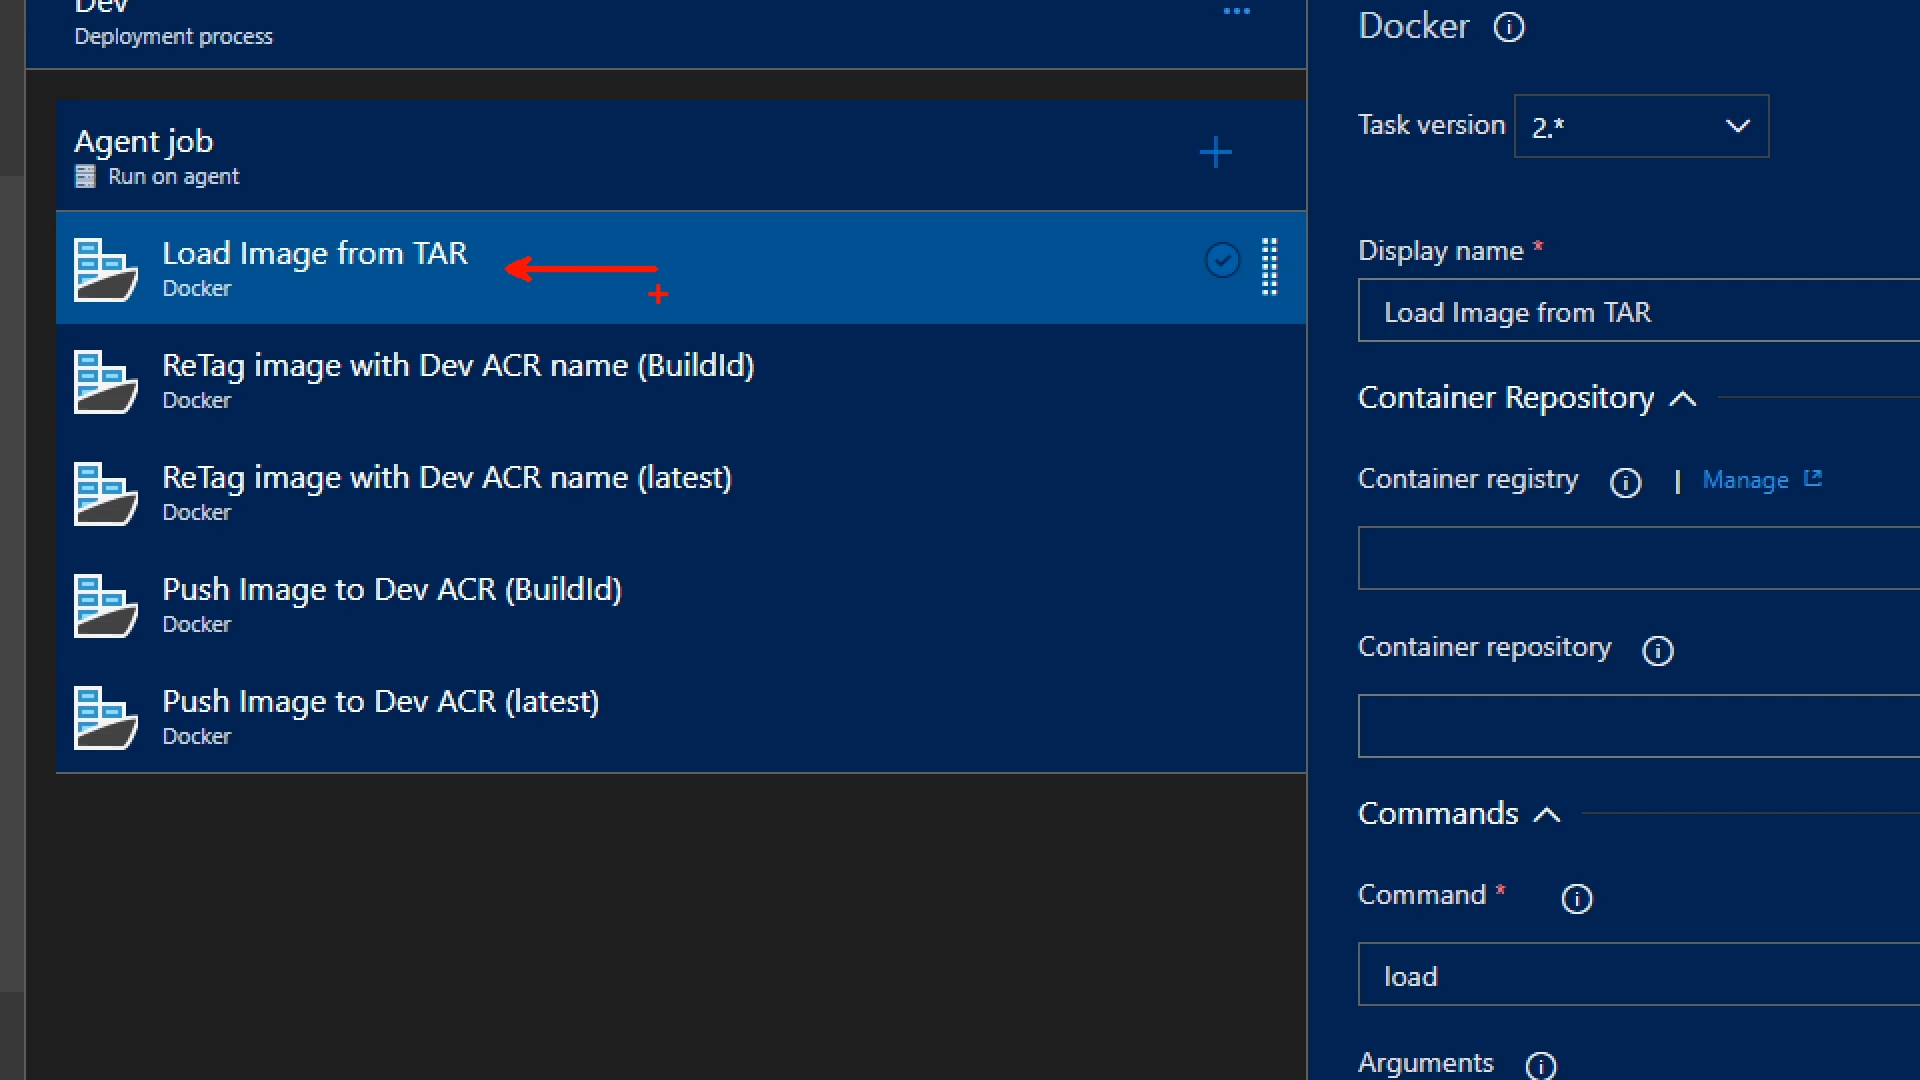 Dev
Deployment process
Agent job
Run on agent
Load Image from TAR
Docker
ReTag image with Dev ACR name (BuildId)
Docker
ReTag image with Dev ACR name (latest)
Docker
Push Image to Dev ACR (BuildId)
Docker
Push Image to Dev ACR (latest)
Docker
Docker
Task version 2.*
Display name *
Load Image from TAR
Container Repository
Container registry | Manage
Container repository
Commands
Command *
load
Arguments